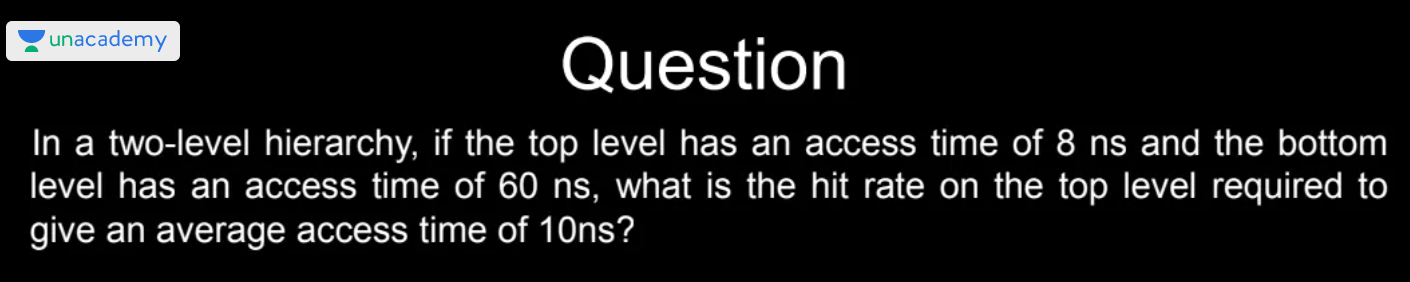 unacademy
Question
In a two-level hierarchy, if the top level has an access time of 8 ns and the bottom
level has an access time of 60 ns, what is the hit rate on the top level required to
give an average access time of 10ns?